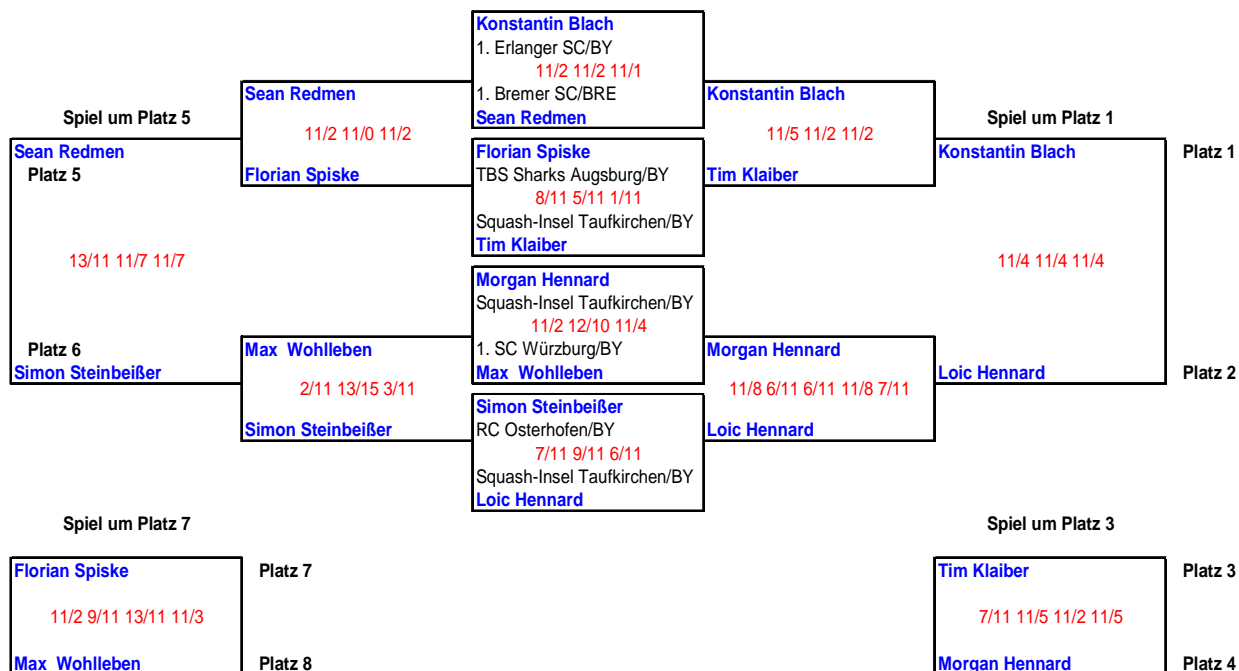 Konstantin Blach
1. Erlanger SC/BY
11/2 11/2 11/1
1. Bremer SC/BRE
Sean Redmen
Florian Spiske
TBS Sharks Augsburg/BY
8/11 5/11 1/11
Squash-Insel Taufkirchen/BY
Tim Klaiber
Morgan Hennard
Squash-Insel Taufkirchen/BY
11/2 12/10 11/4
1. SC Würzburg/BY
Max Wohlleben
Simon Steinbeißer
RC Osterhofen/BY
7/11 9/11 6/11
Squash-Insel Taufkirchen/BY
Loic Hennard
Sean Redmen
11/2 11/0 11/2
Florian Spiske
Max Wohlleben
2/11 13/15 3/11
Simon Steinbeißer
Spiel um Platz 5
Sean Redmen
Platz 5
13/11 11/7 11/7
Platz 6
Simon Steinbeißer
Konstantin Blach
11/5 11/2 11/2
Tim Klaiber
Morgan Hennard
11/8 6/11 6/11 11/8 7/11
Loic Hennard
Spiel um Platz 1
Konstantin Blach
Platz 1
11/4 11/4 11/4
Loic Hennard
Platz 2
Spiel um Platz 7
Florian Spiske
Platz 7
11/2 9/11 13/11 11/3
Max Wohlleben
Platz 8
Spiel um Platz 3
Tim Klaiber
Platz 3
7/11 11/5 11/2 11/5
Morgan Hennard
Platz 4